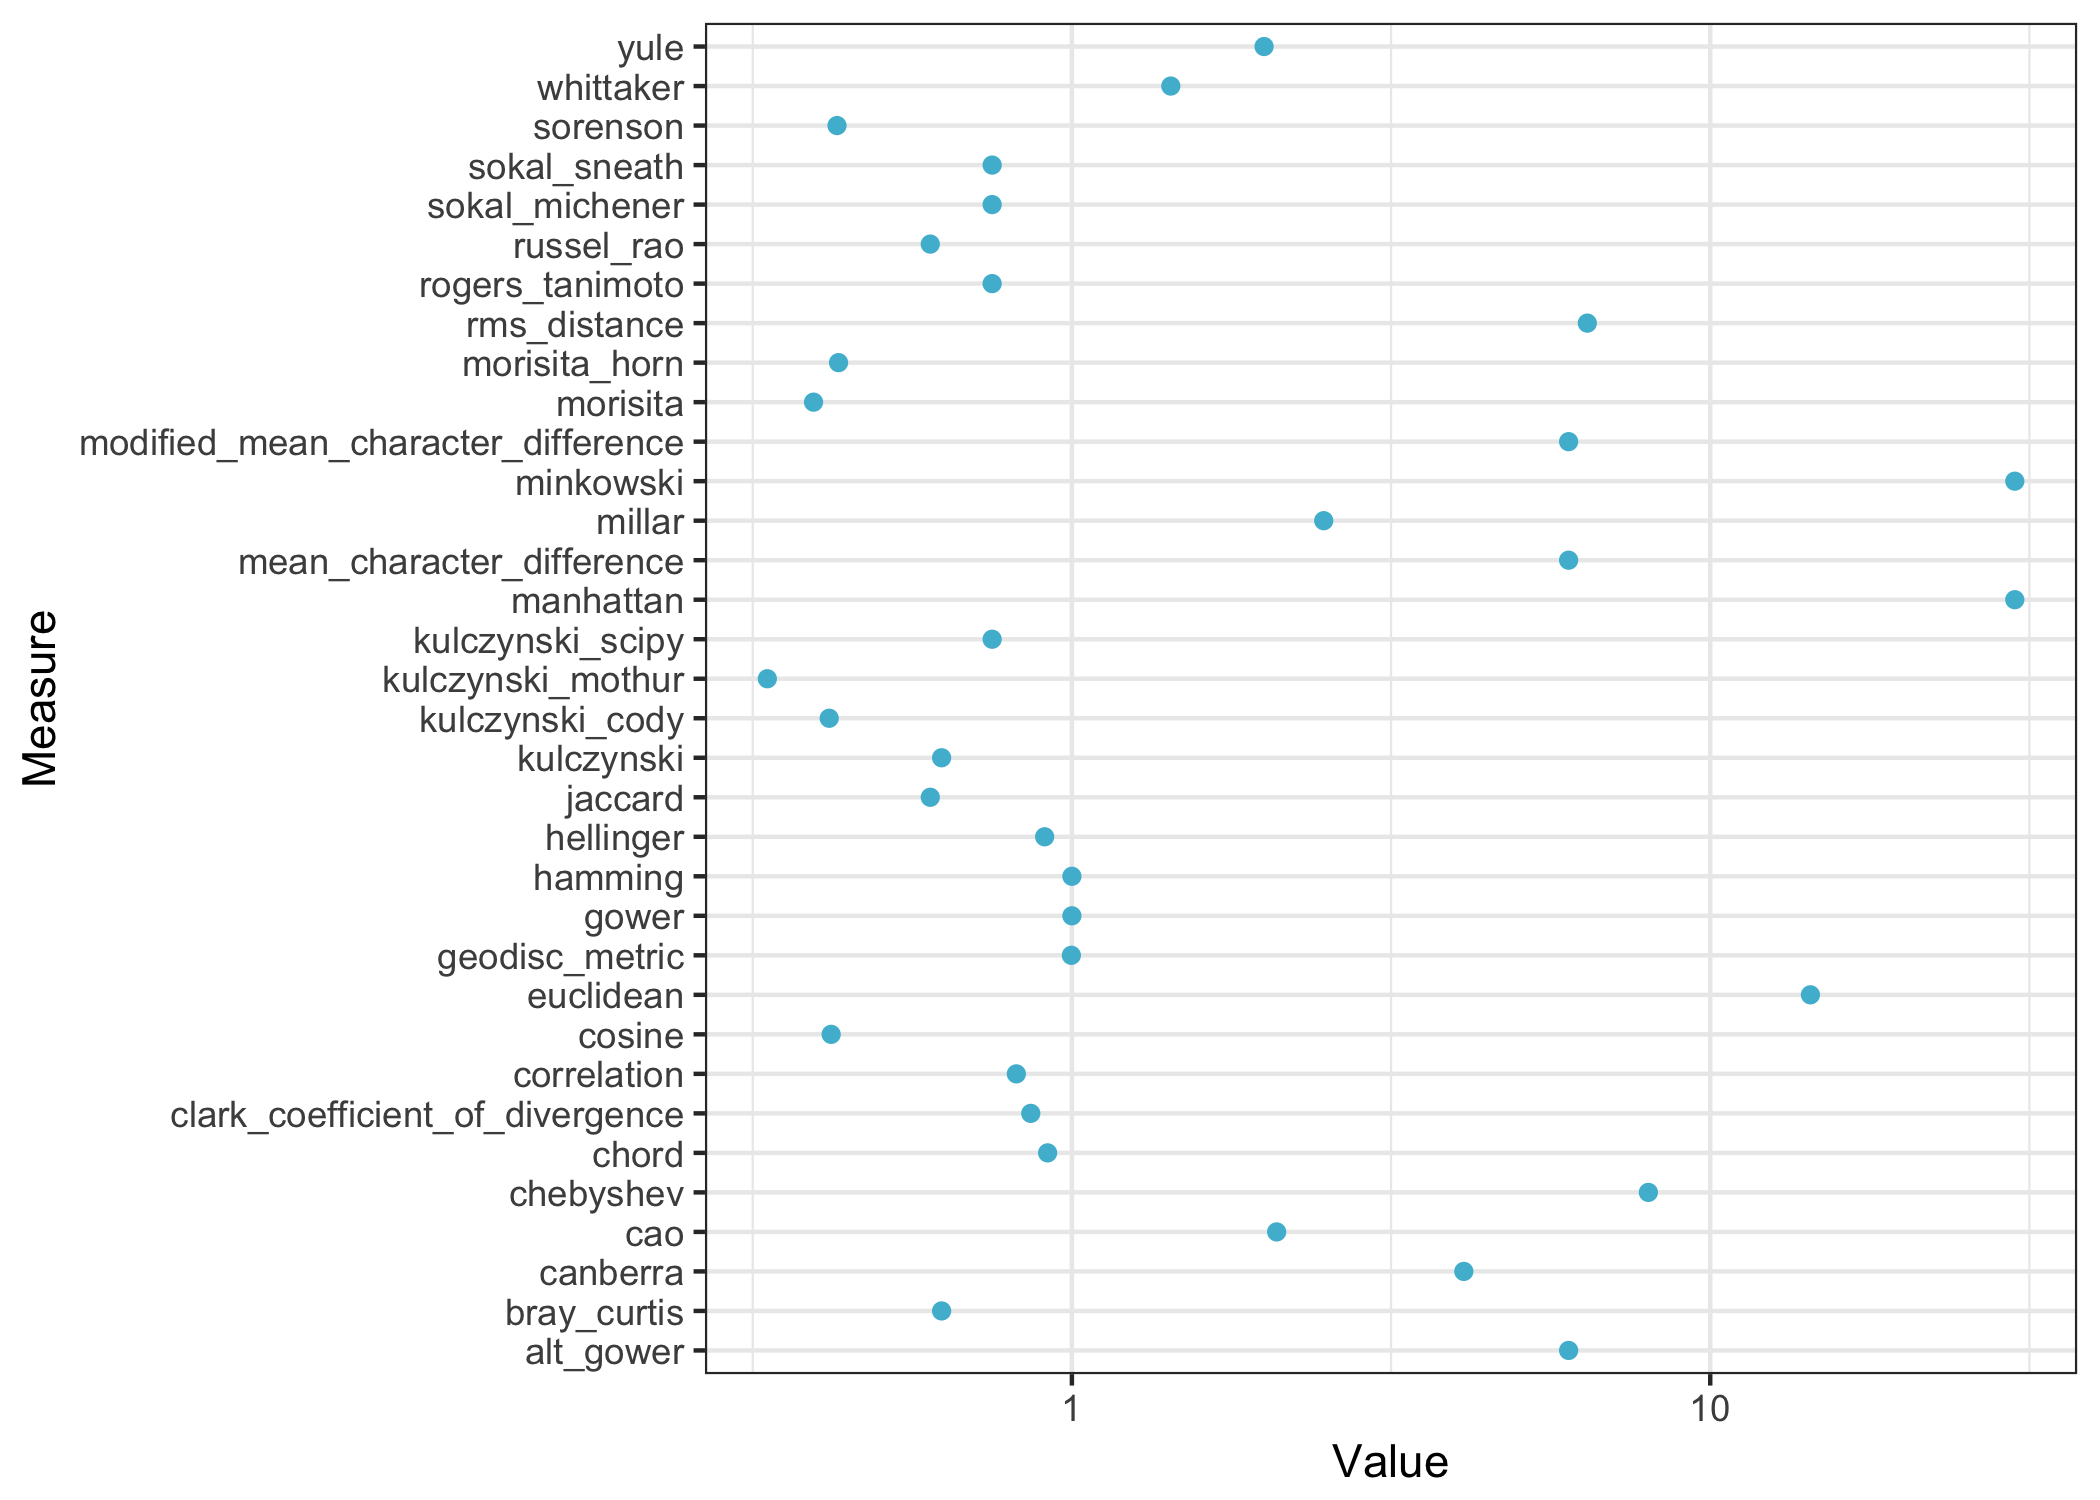 yule
whittaker
sorenson
sokal_sneath
sokal_michener
russel_rao
rogers_tanimoto
rms_distance
morisita_horn
morisita
modified_mean_character_difference
minkowski
millar
mean_character_difference
manhattan
kulczynski_scipy
kulczynski_mothur
kulczynski_cody
kulczynski
jaccard
hellinger
hamming
gower
geodisc_metric
euclidean
cosine
correlation
clark_coefficient_of_divergence
chord
chebyshev
cao
canberra
bray_curtis
alt_gower
Measure
1
10
Value